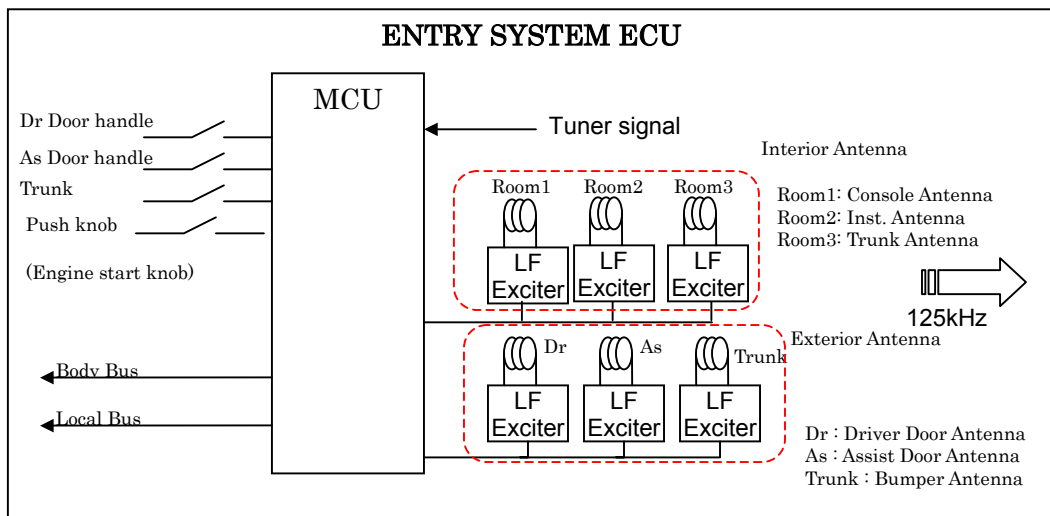 ENTRY SYSTEM ECU
MCU
Dr Door handle
As Door handle
Trunk
Push knob
(Engine start knob)
Body Bus
Local Bus
Tuner signal
Interior Antenna
Room1 Room2 Room3
LF Exciter
LF Exciter
LF Exciter
Room1: Console Antenna
Room2: Inst. Antenna
Room3: Trunk Antenna
125kHz
Exterior Antenna
Dr As Trunk
LF Exciter
LF Exciter
LF Exciter
Dr : Driver Door Antenna
As : Assist Door Antenna
Trunk : Bumper Antenna